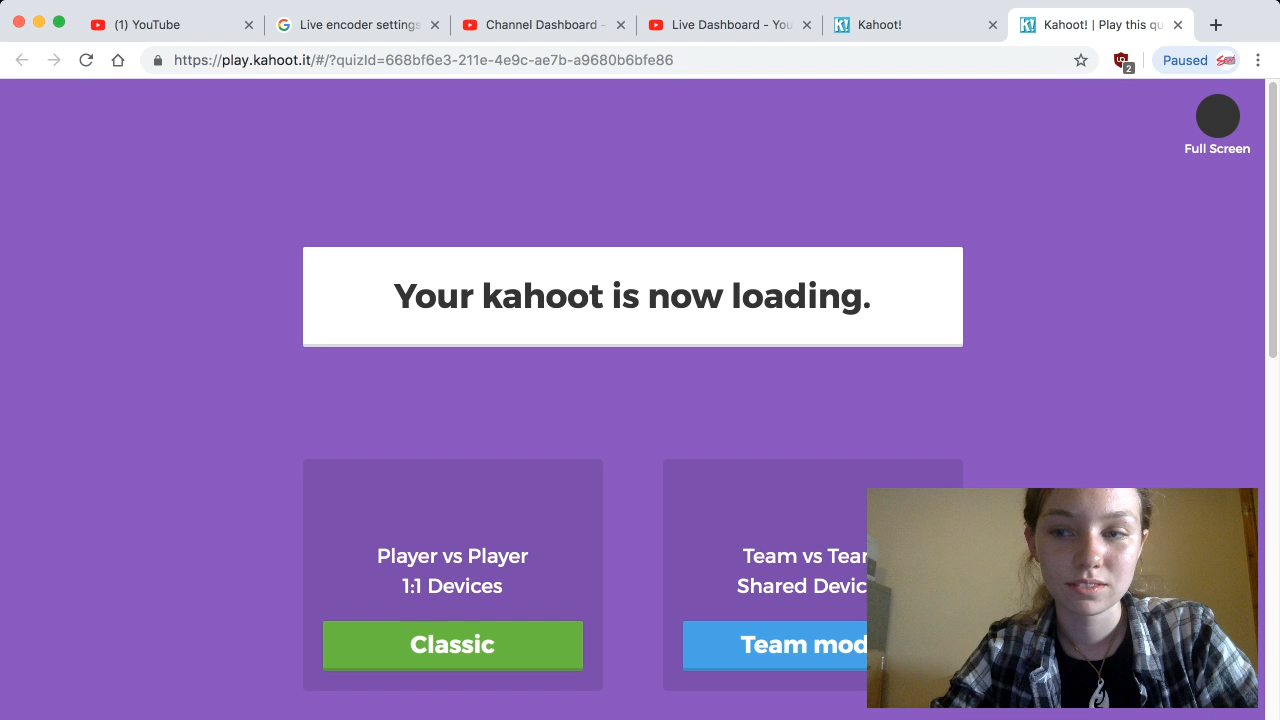 (1) YouTube
Live encoder settings
Channel Dashboard -
Live Dashboard - You
Kahoot!
Kahoot! | Play this qu
https://play.kahoot.it/#/?quizId=668bf6e3-211e-4e9c-ae7b-a9680b6bfe86
2
Paused
Full Screen
Your kahoot is now loading.
Player vs Player
1:1 Devices
Classic
Team vs Team
Shared Devic
Team mod